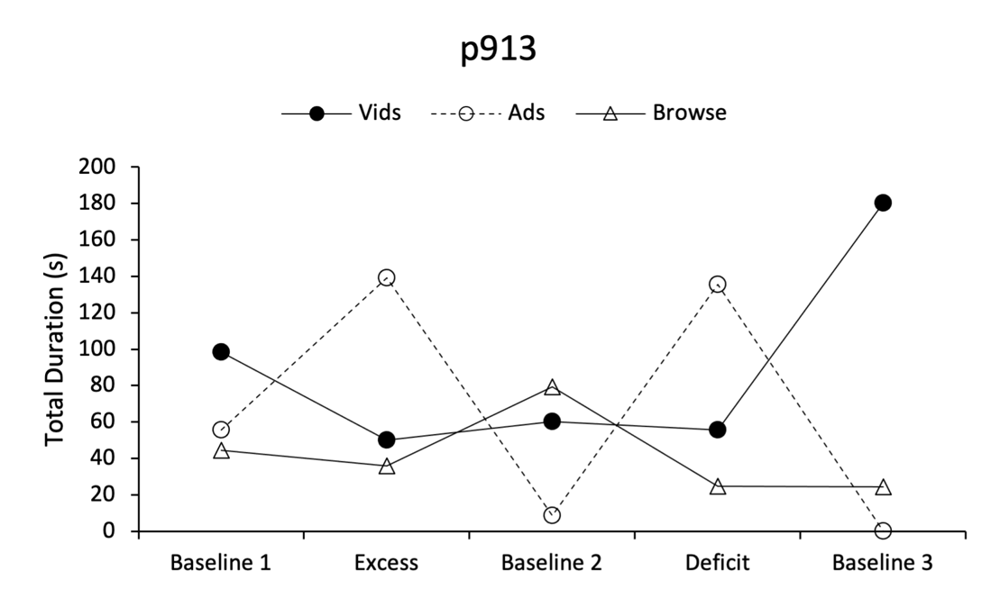 p913
Vids Ads Browse
200
180
160
140
120
100
80
60
40
20
0
Total Duration (s)
Baseline 1 Excess Baseline 2 Deficit Baseline 3